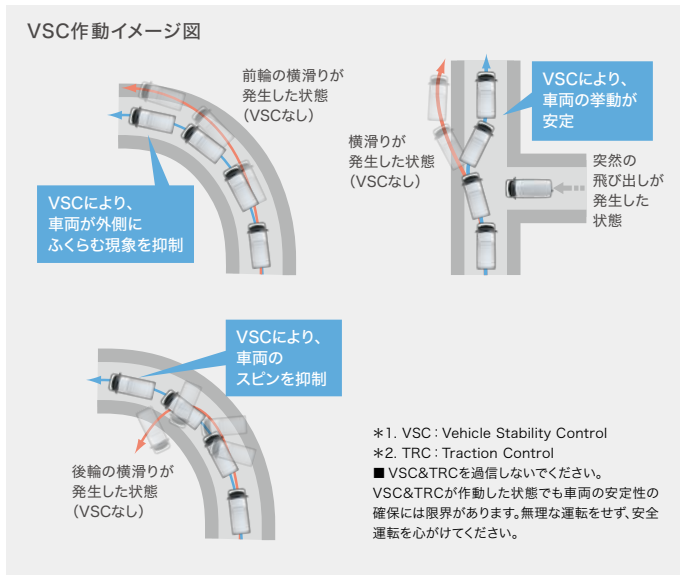 VSC作動イメージ図
前輪の横滑りが
発生した状態
(VSCなし)
VSCにより、
車両が外側に
ふくらむ現象を抑制
VSCにより、
車両の挙動が
安定
横滑りが
発生した状態
(VSCなし)
突然の
飛び出しが
発生した
状態
VSCにより、
車両の
スピンを抑制
後輪の横滑りが
発生した状態
(VSCなし)
＊1. VSC：Vehicle Stability Control
＊2. TRC：Traction Control
■ VSC&TRCを過信しないでください。
VSC&TRCが作動した状態でも車両の安定性の
確保には限界があります。無理な運転をせず、安全
運転を心がけてください。